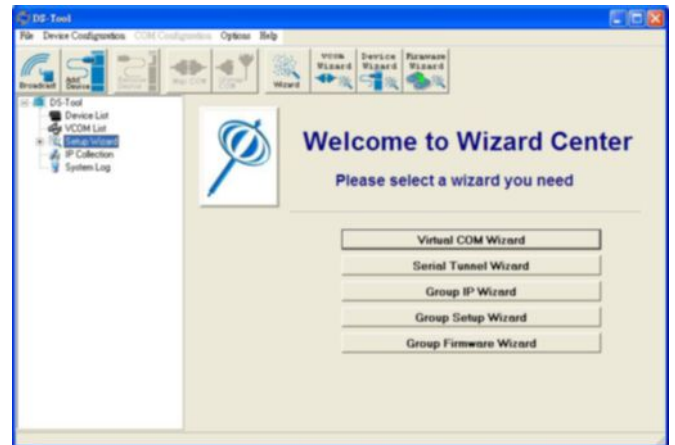 DS-Tool
File Device Configuration COM Configuration Options Help
Broadcast Add Device Map COM Wizard VCOM Wizard Device Wizard Firmware Wizard
DS-Tool
Device List
VCOM List
Setup Wizard
IP Collection
System Log
Welcome to Wizard Center
Please select a wizard you need
Virtual COM Wizard
Serial Tunnel Wizard
Group IP Wizard
Group Setup Wizard
Group Firmware Wizard